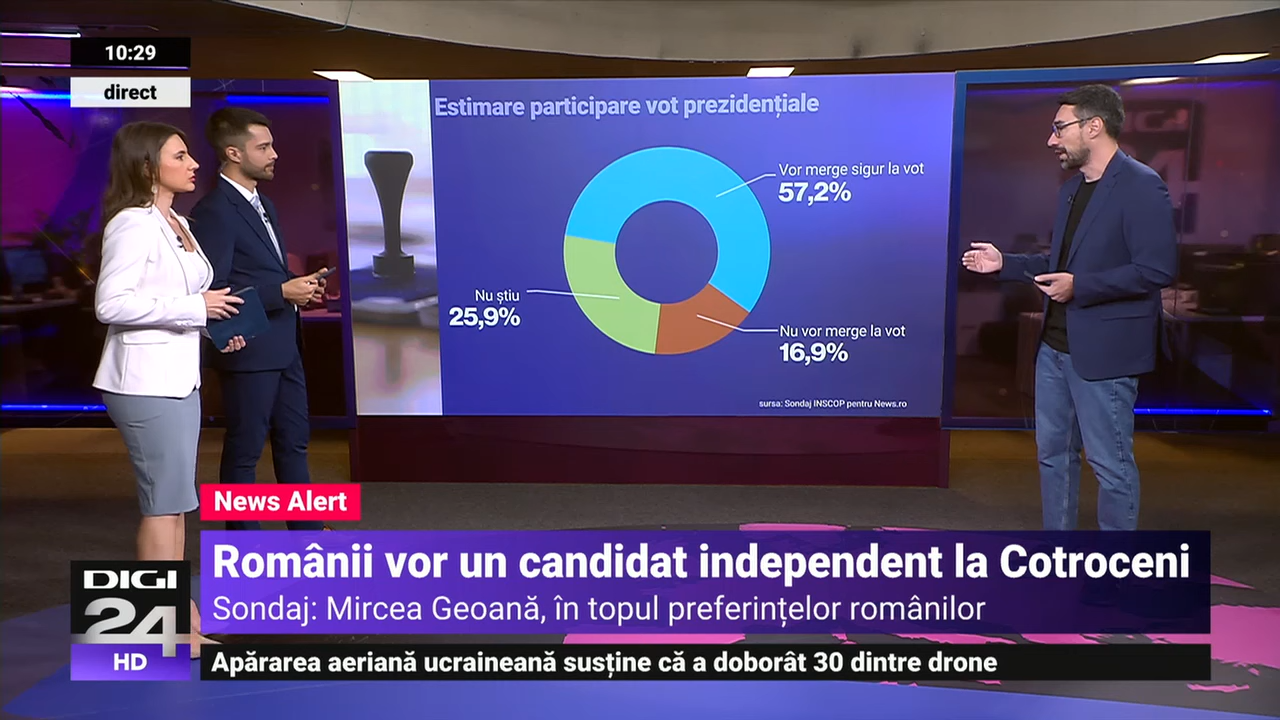 10:29
direct
Estimare participare vot prezidențiale
Vor merge sigur la vot
57,2%
Nu știu
25,9%
Nu vor merge la vot
16,9%
sursa: Sondaj INSCOP pentru News.ro
DIGI
News Alert
Românii vor un candidat independent la Cotroceni
Sondaj: Mircea Geoană, în topul preferințelor românilor
DIGI
24
HD
Apărarea aeriană ucraineană susține că a doborât 30 dintre drone